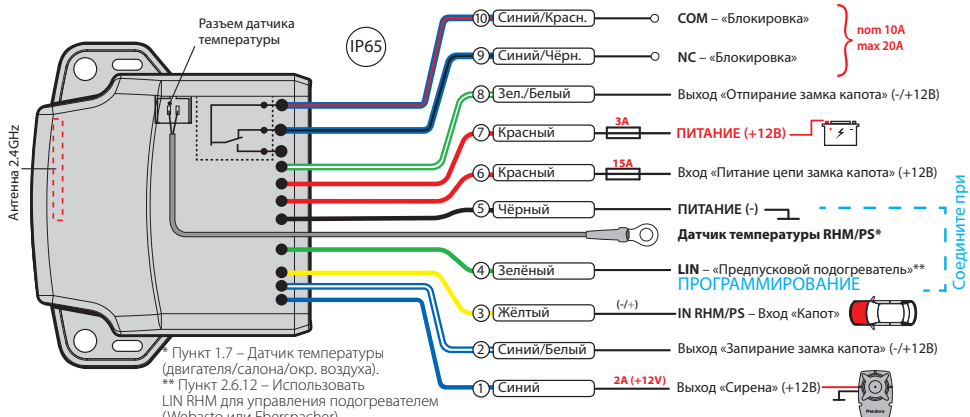 Разъем датчика
температуры
IP65
Антенна 2.4GHz
10 Синий/Красн. COM – «Блокировка»
nom 10A
max 20A
9 Синий/Чёрн. NC – «Блокировка»
8 Зел./Белый Выход «Отпирание замка капота» (-/+12В)
7 Красный 3А ПИТАНИЕ (+12В)
6 Красный 15А Вход «Питание цепи замка капота» (+12В)
5 Чёрный ПИТАНИЕ (-)
Датчик температуры RHM/PS*
4 Зелёный LIN – «Предпусковой подогреватель»**
ПРОГРАММИРОВАНИЕ
Соедините при
3 Жёлтый (-/+) IN RHM/PS – Вход «Капот»
2 Синий/Белый Выход «Запирание замка капота» (-/+12В)
1 Синий 2А (+12V) Выход «Сирена» (+12В)
Pandora
* Пункт 1.7 – Датчик температуры
(двигателя/салона/окр. воздуха).
** Пункт 2.6.12 – Использовать
LIN RHM для управления подогревателем
(Webasto или Eberspacher)